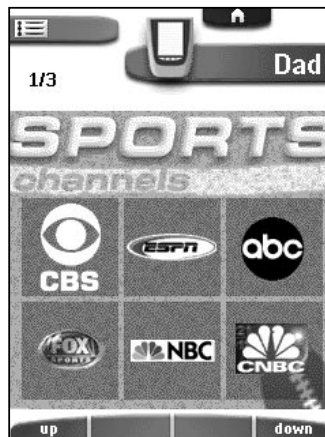 Dad
1/3
SPORTS
channels
CBS
ESPN
abc
FOX
SPORTS
NBC
CNBC
up
down